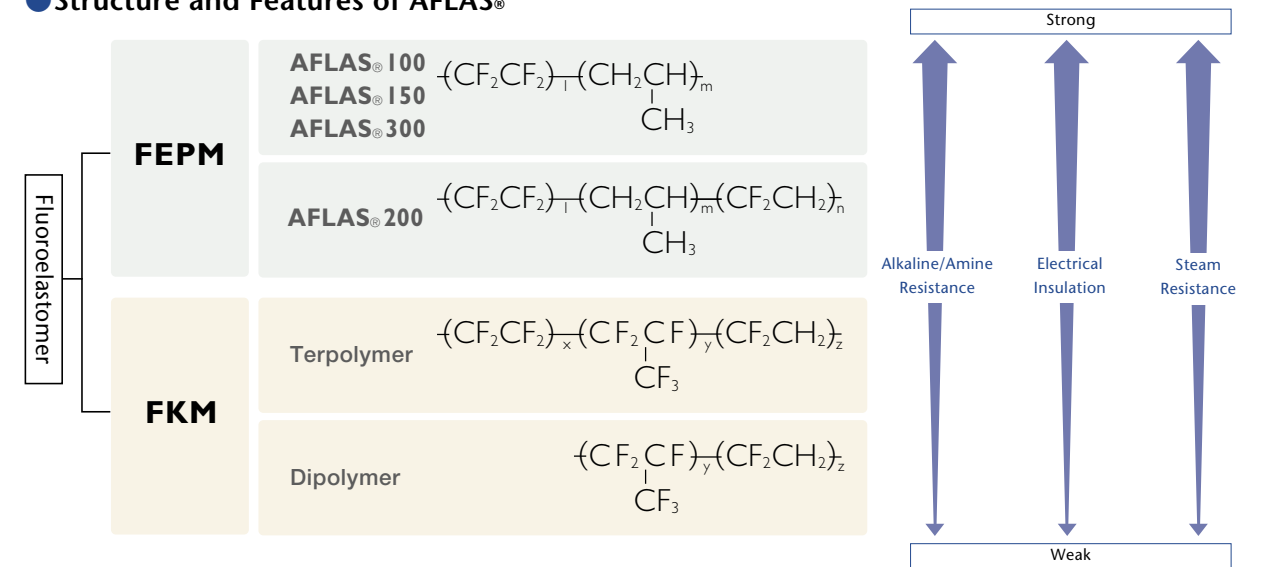 ●Structure and Features of AFLAS®
Fluoroelastomer
FEPM
AFLAS®100
AFLAS®150
AFLAS®300
-(CF₂CF₂)-ₗ-(CH₂CH)ₘ
CH₃
AFLAS®200
-(CF₂CF₂)-ₗ-(CH₂CH)-ₘ-(CF₂CH₂)-ₙ
CH₃
FKM
Terpolymer
-(CF₂CF₂)-ₓ-(CF₂CF)-y-(CF₂CH₂)-z
CF₃
Dipolymer
-(CF₂CF)-y-(CF₂CH₂)-z
CF₃
Strong
Alkaline/Amine
Resistance
Electrical
Insulation
Steam
Resistance
Weak